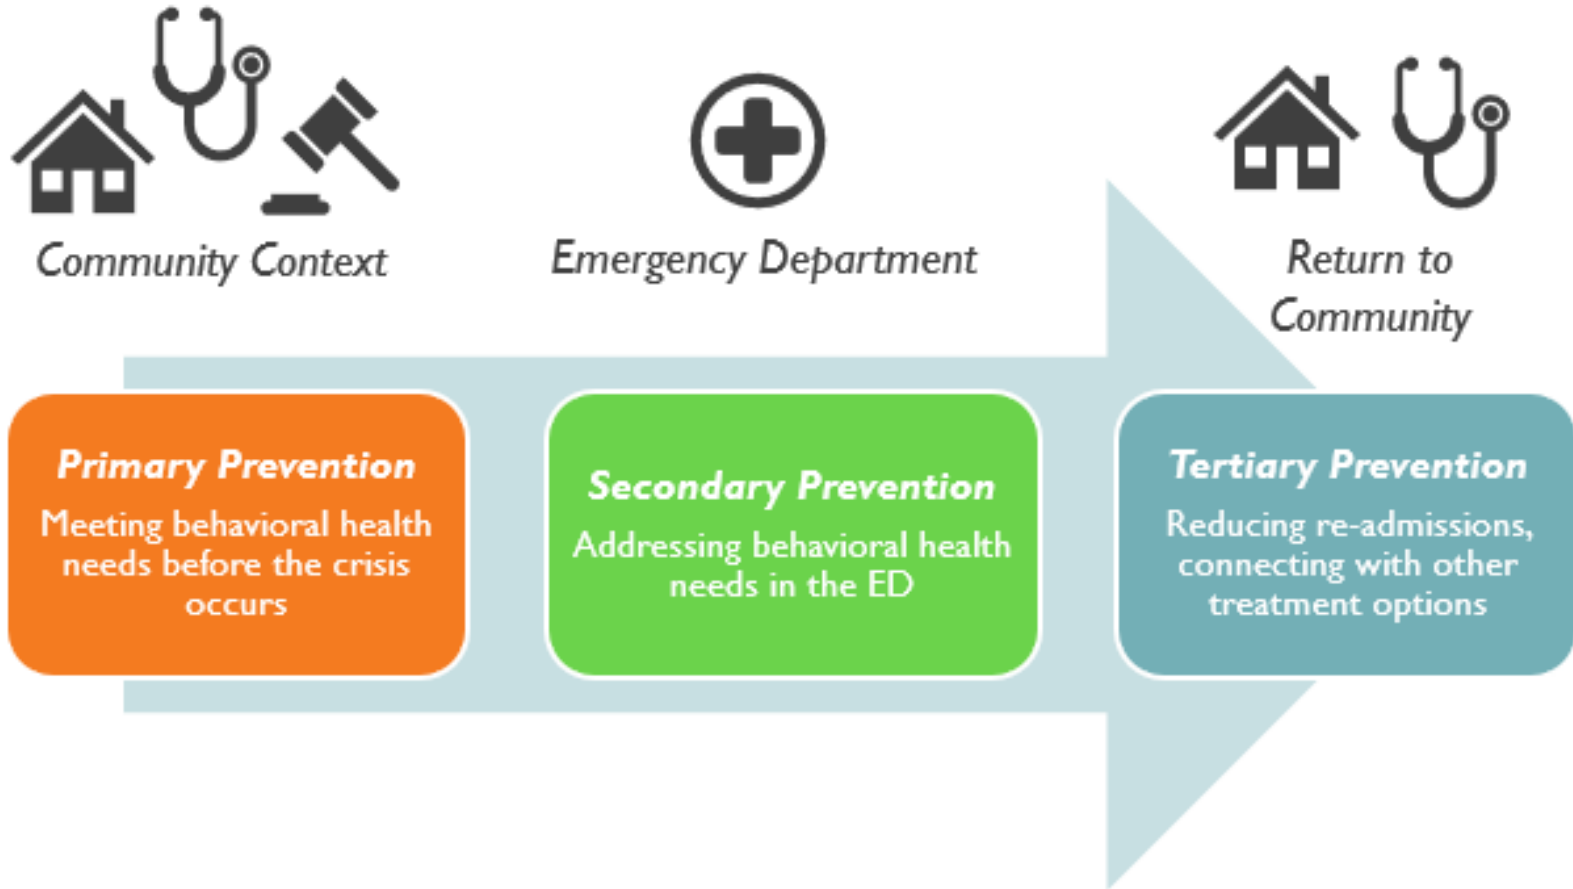 Community Context
Emergency Department
Return to
Community
Primary Prevention
Meeting behavioral health
needs before the crisis
occurs
Secondary Prevention
Addressing behavioral health
needs in the ED
Tertiary Prevention
Reducing re-admissions,
connecting with other
treatment options